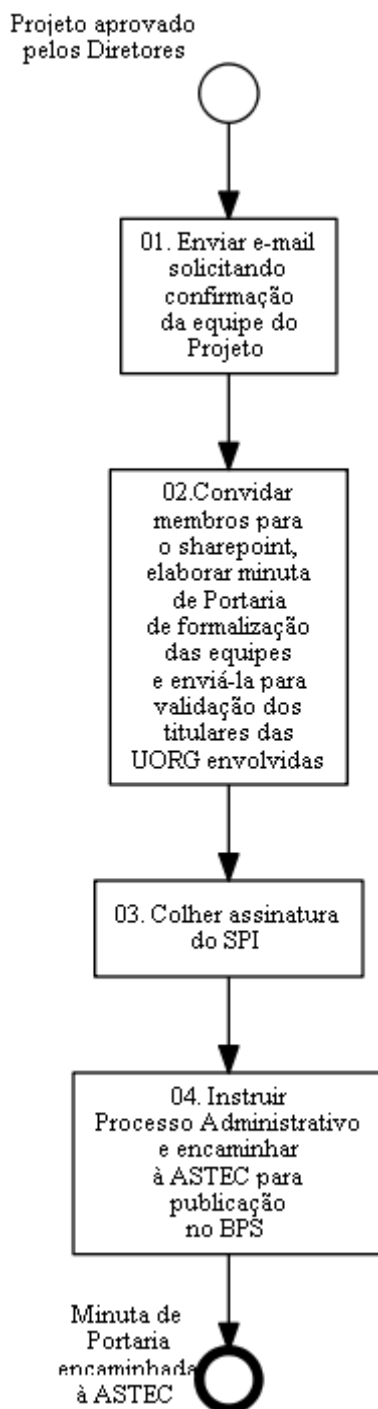 Projeto aprovado
pelos Diretores
01. Enviar e-mail
solicitando
confirmação
da equipe do
Projeto
02.Convidar
membros para
o sharepoint,
elaborar minuta
de Portaria
de formalização
das equipes
e enviá-la para
validação dos
titulares das
UORG envolvidas
03. Colher assinatura
do SPI
04. Instruir
Processo Administrativo
e encaminhar
à ASTEC para
publicação
no BPS
Minuta de
Portaria
encaminhada
à ASTEC